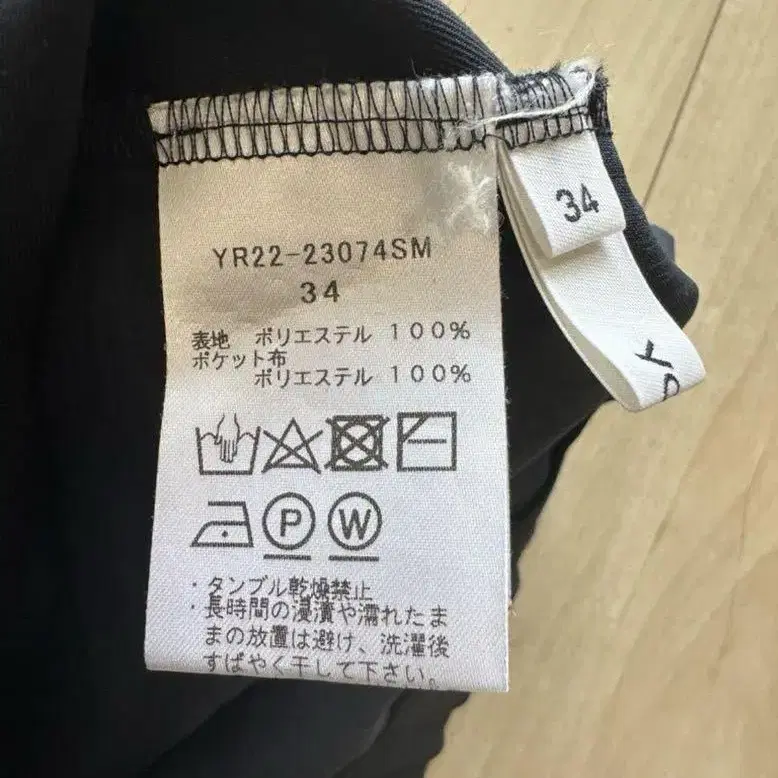 YR22-23074SM
34
表地 ポリエステル 100%
ポケット布
ポリエステル 100%
P W
・タンブル乾燥禁止
・長時間の浸漬や濡れたま
まの放置は避け、洗濯後
すばやく干して下さい。
34